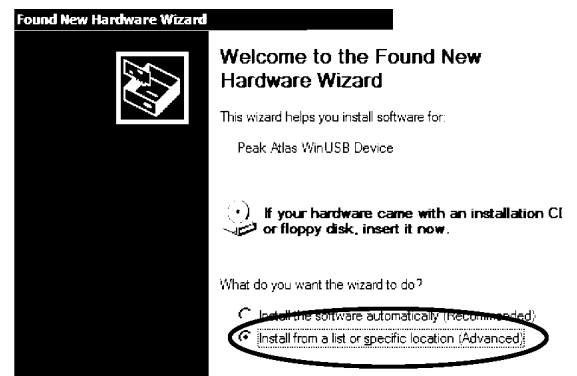 Found New Hardware Wizard
Welcome to the Found New
Hardware Wizard
This wizard helps you install software for:
Peak Atlas WinUSB Device
If your hardware came with an installation CD
or floppy disk, insert it now.
What do you want the wizard to do?
Install the software automatically (Recommended)
Install from a list or specific location (Advanced)